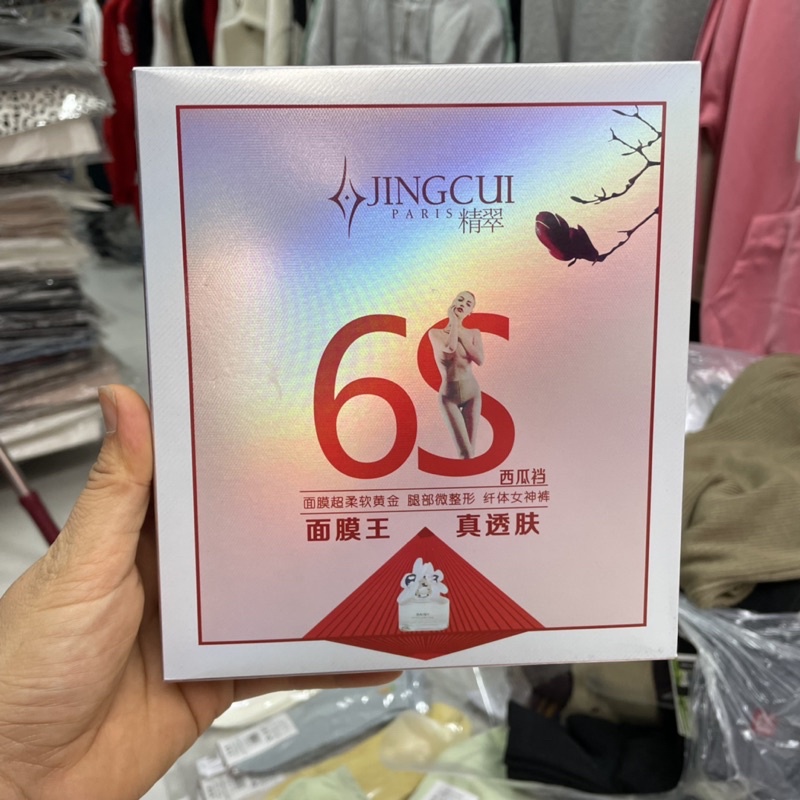 JINGCUI
PARIS 精翠
6S
西瓜裆
面膜超柔软黄金 腿部微整形 纤体女神裤
面膜王 真透肤